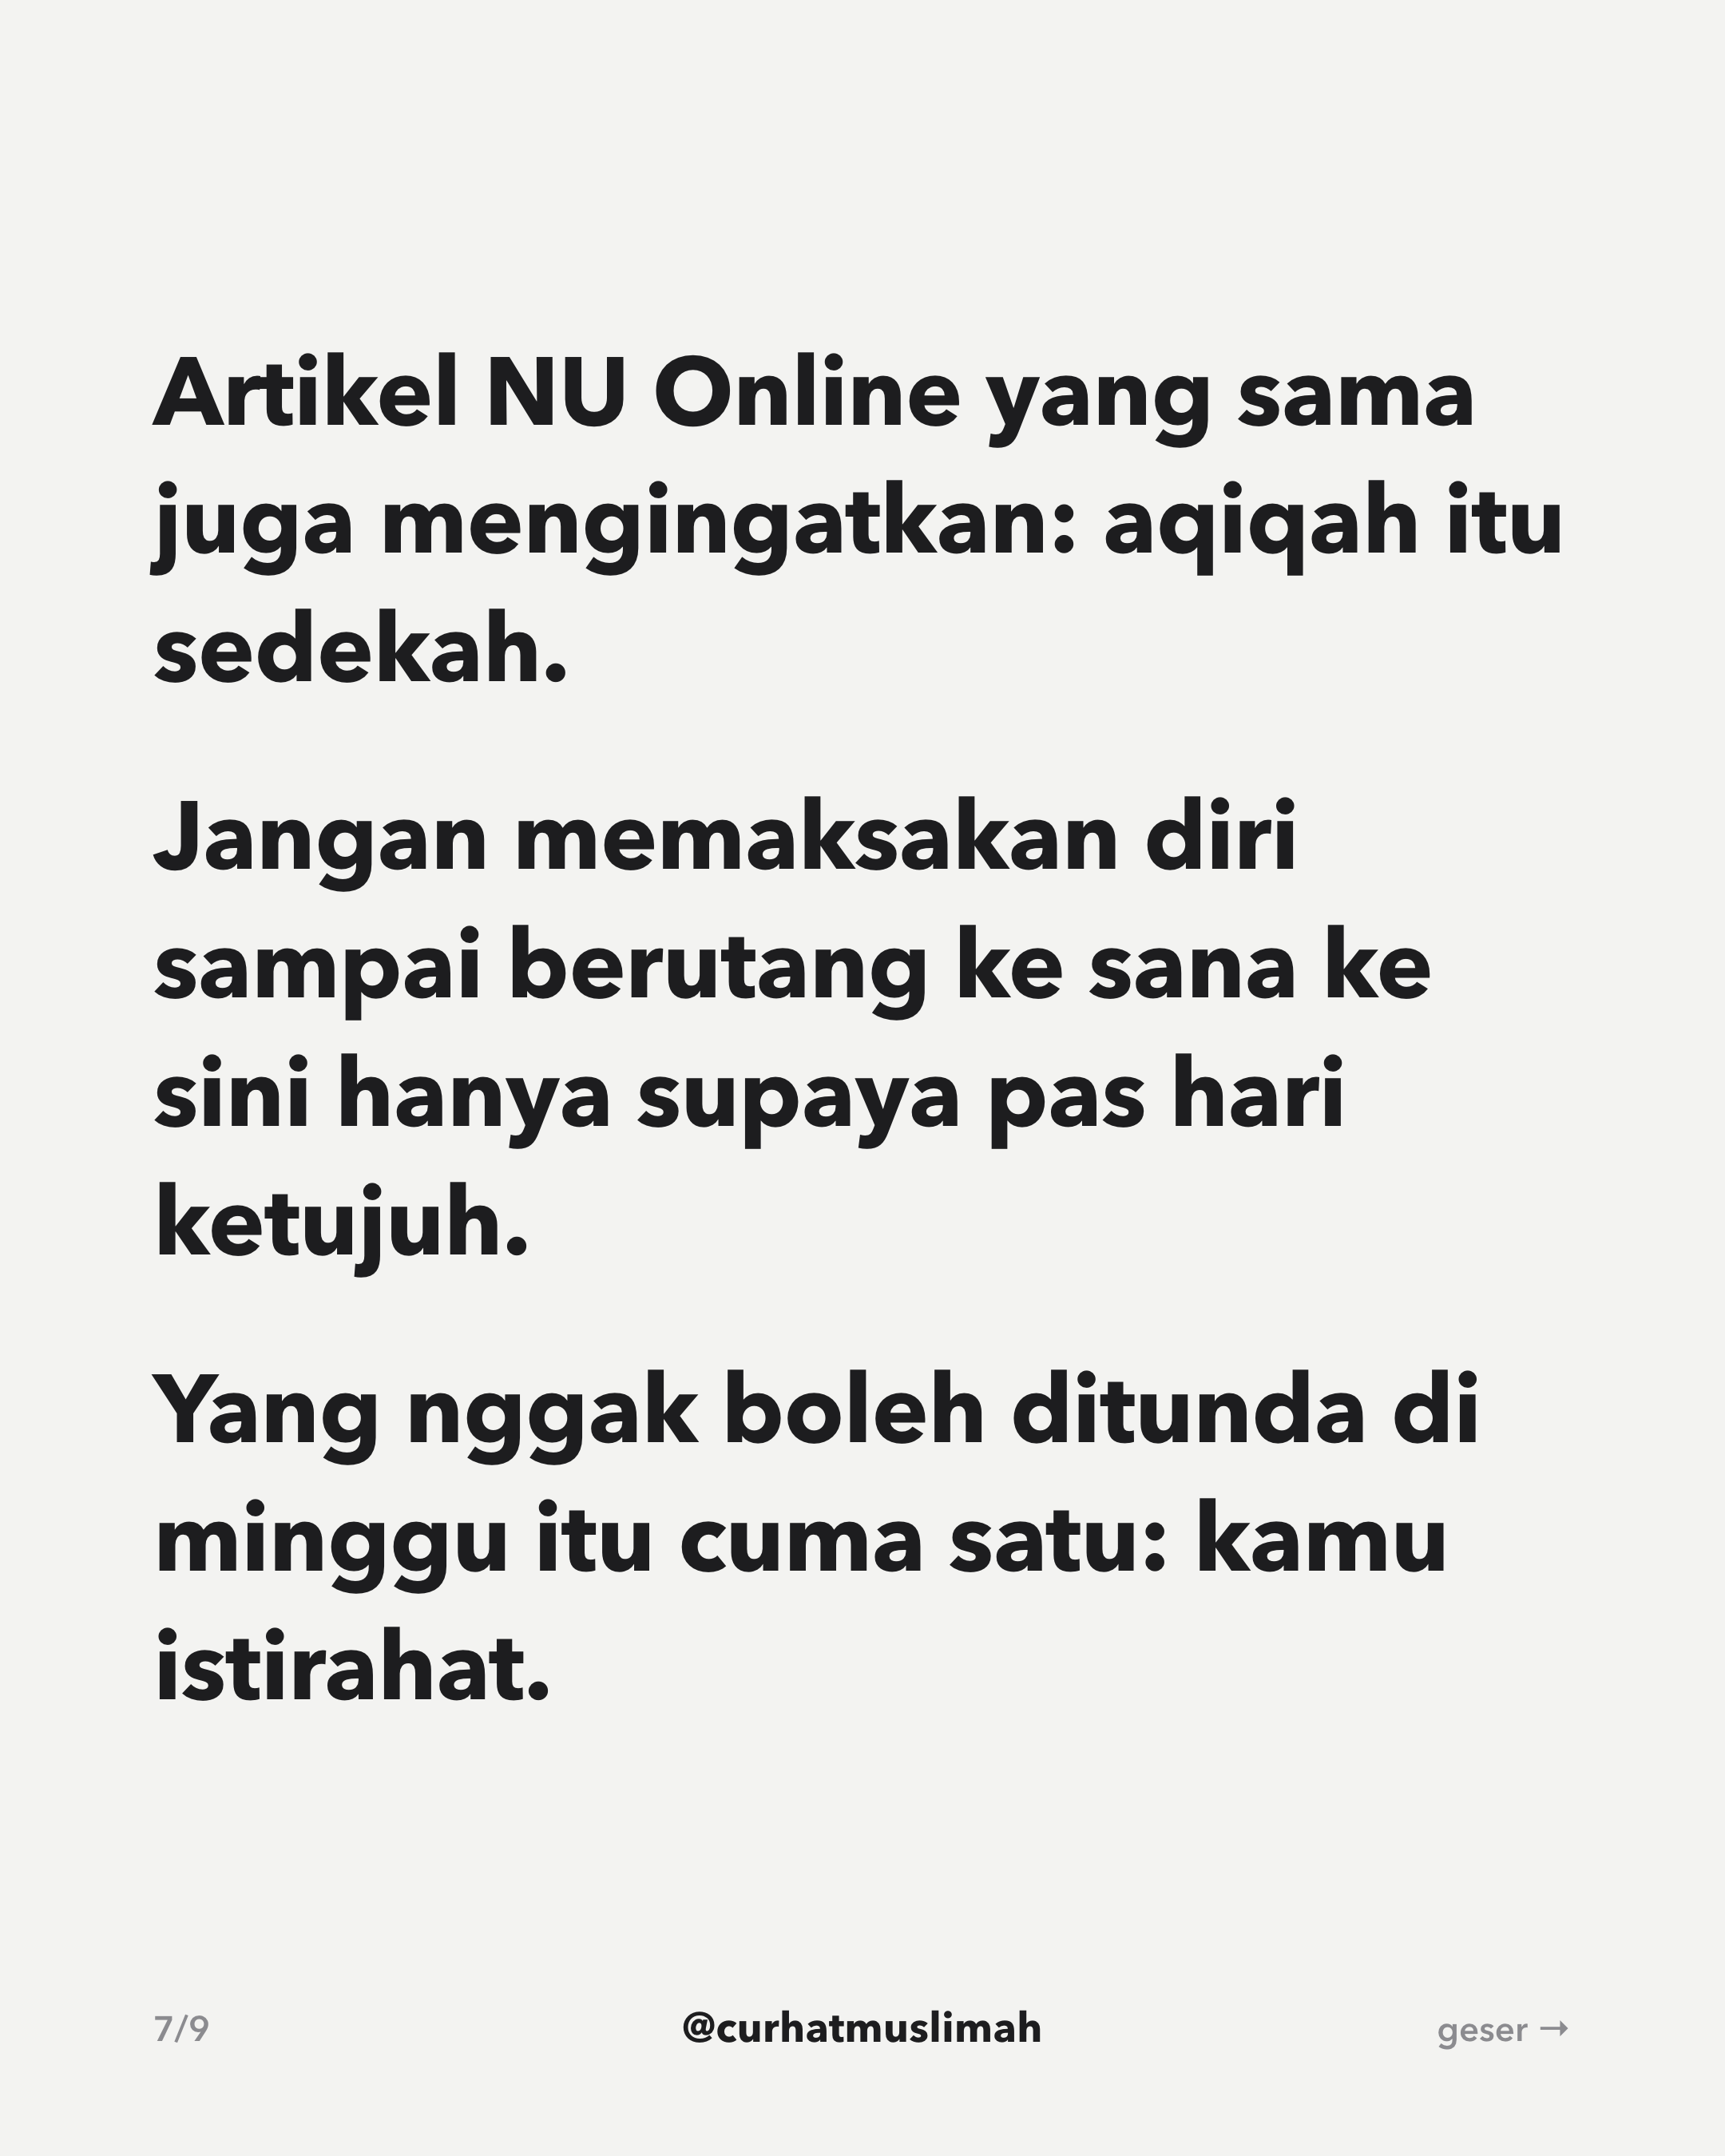 Artikel NU Online yang sama
juga mengingatkan: aqiqah itu
sedekah.
Jangan memaksakan diri
sampai berutang ke sana ke
sini hanya supaya pas hari
ketujuh.
Yang nggak boleh ditunda di
minggu itu cuma satu: kamu
istirahat.
7/9
@curhatmuslimah
geser →